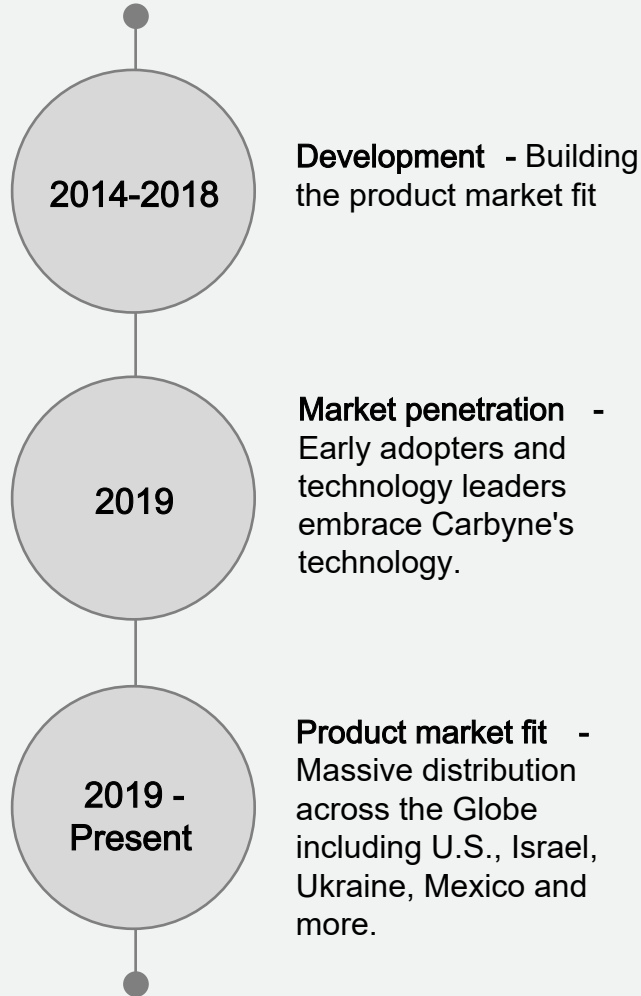 2014-2018
Development - Building
the product market fit
2019
Market penetration -
Early adopters and
technology leaders
embrace Carbyne's
technology.
2019 -
Present
Product market fit -
Massive distribution
across the Globe
including U.S., Israel,
Ukraine, Mexico and
more.